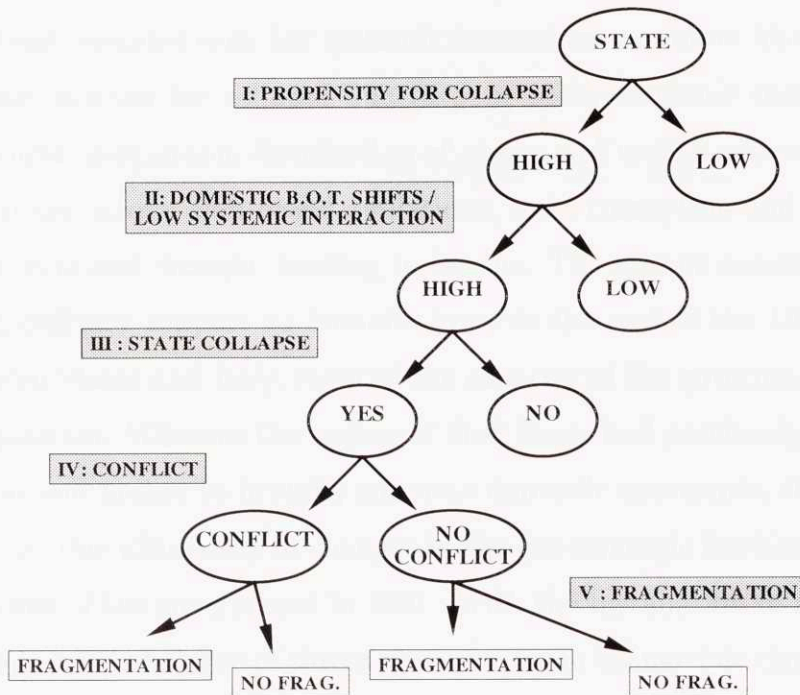 STATE
I: PROPENSITY FOR COLLAPSE
HIGH
LOW
II: DOMESTIC B.O.T. SHIFTS /
LOW SYSTEMIC INTERACTION
HIGH
LOW
III : STATE COLLAPSE
YES
NO
IV: CONFLICT
CONFLICT
NO
CONFLICT
V : FRAGMENTATION
FRAGMENTATION
NO FRAG.
FRAGMENTATION
NO FRAG.